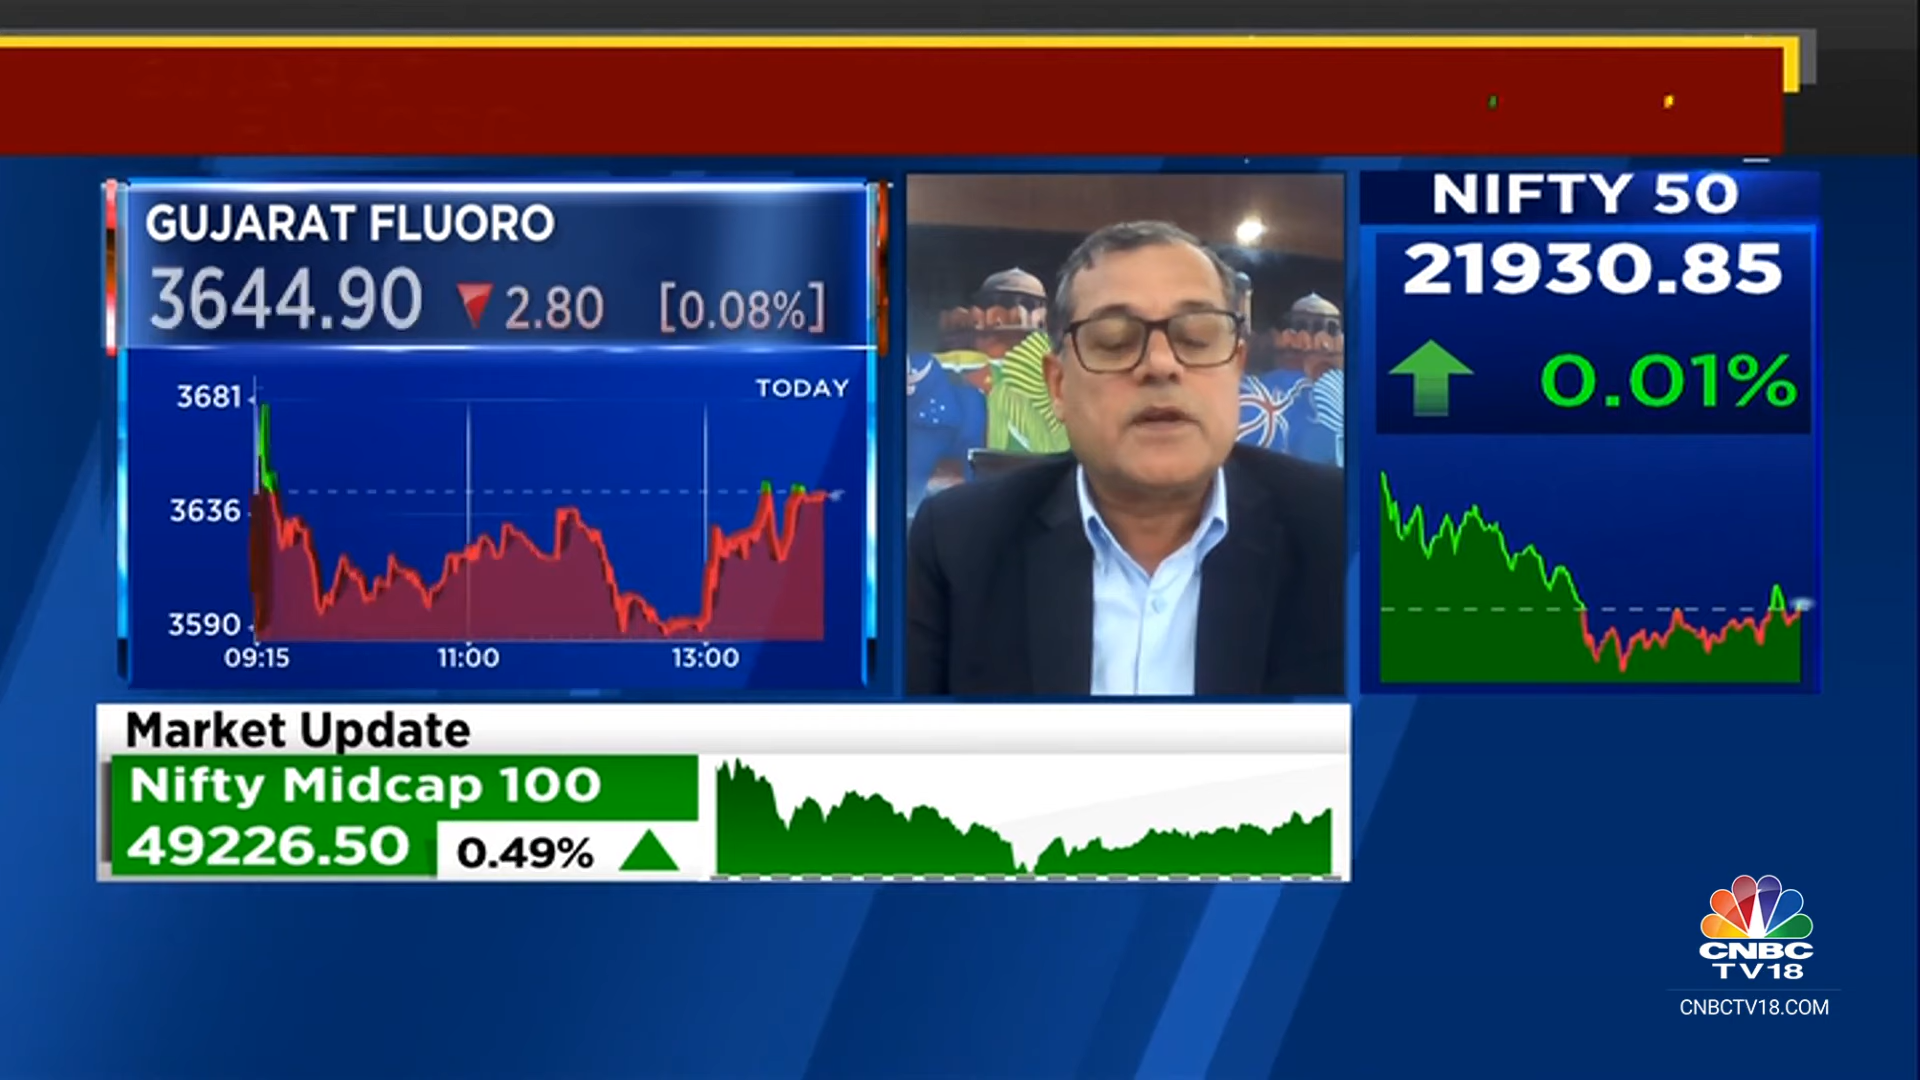 GUJARAT FLUORO
3644.90 ▼ 2.80 [0.08%]
TODAY
3681
3636
3590
09:15 11:00 13:00
NIFTY 50
21930.85
0.01%
Market Update
Nifty Midcap 100
49226.50 0.49%
CNBC
TV18
CNBCTV18.COM